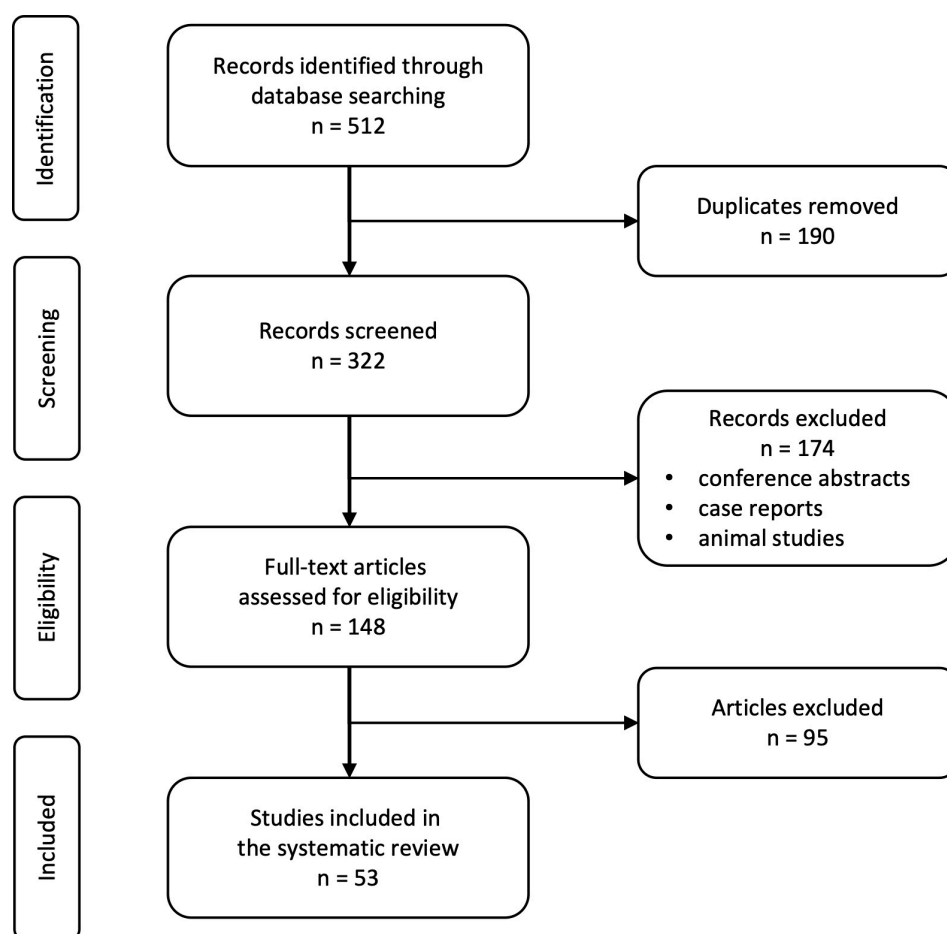 Identification
Records identified through
database searching
n = 512
Duplicates removed
n = 190
Screening
Records screened
n = 322
Records excluded
n = 174
• conference abstracts
• case reports
• animal studies
Eligibility
Full-text articles
assessed for eligibility
n = 148
Articles excluded
n = 95
Included
Studies included in
the systematic review
n = 53